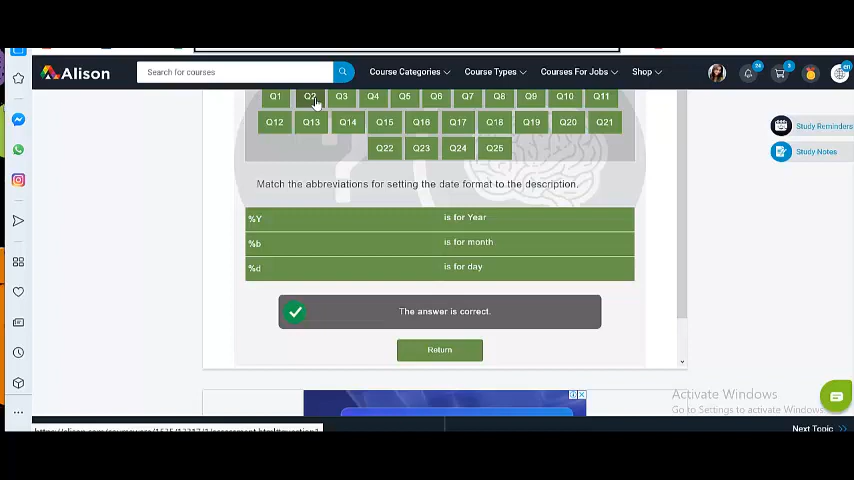 Alison
Search for courses
Course Categories
Course Types
Courses For Jobs
Shop
24
3
en
Q1 Q2 Q3 Q4 Q5 Q6 Q7 Q8 Q9 Q10 Q11
Q12 Q13 Q14 Q15 Q16 Q17 Q18 Q19 Q20 Q21
Q22 Q23 Q24 Q25
Study Reminders
Study Notes
Match the abbreviations for setting the date format to the description.
%Y is for Year
%b is for month
%d is for day
The answer is correct.
Return
Activate Windows
Go to Settings to activate Windows.
Next Topic